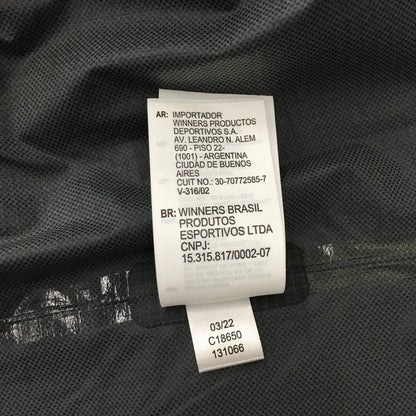 AR: IMPORTADOR
WINNERS PRODUCTOS
DEPORTIVOS S.A.
AV. LEANDRO N. ALEM
690 - PISO 22-
(1001) - ARGENTINA
CIUDAD DE BUENOS
AIRES
CUIT NO.: 30-70772585-7
V-316/02
BR: WINNERS BRASIL
PRODUTOS
ESPORTIVOS LTDA
CNPJ:
15.315.817/0002-07
03/22
C18650
131066